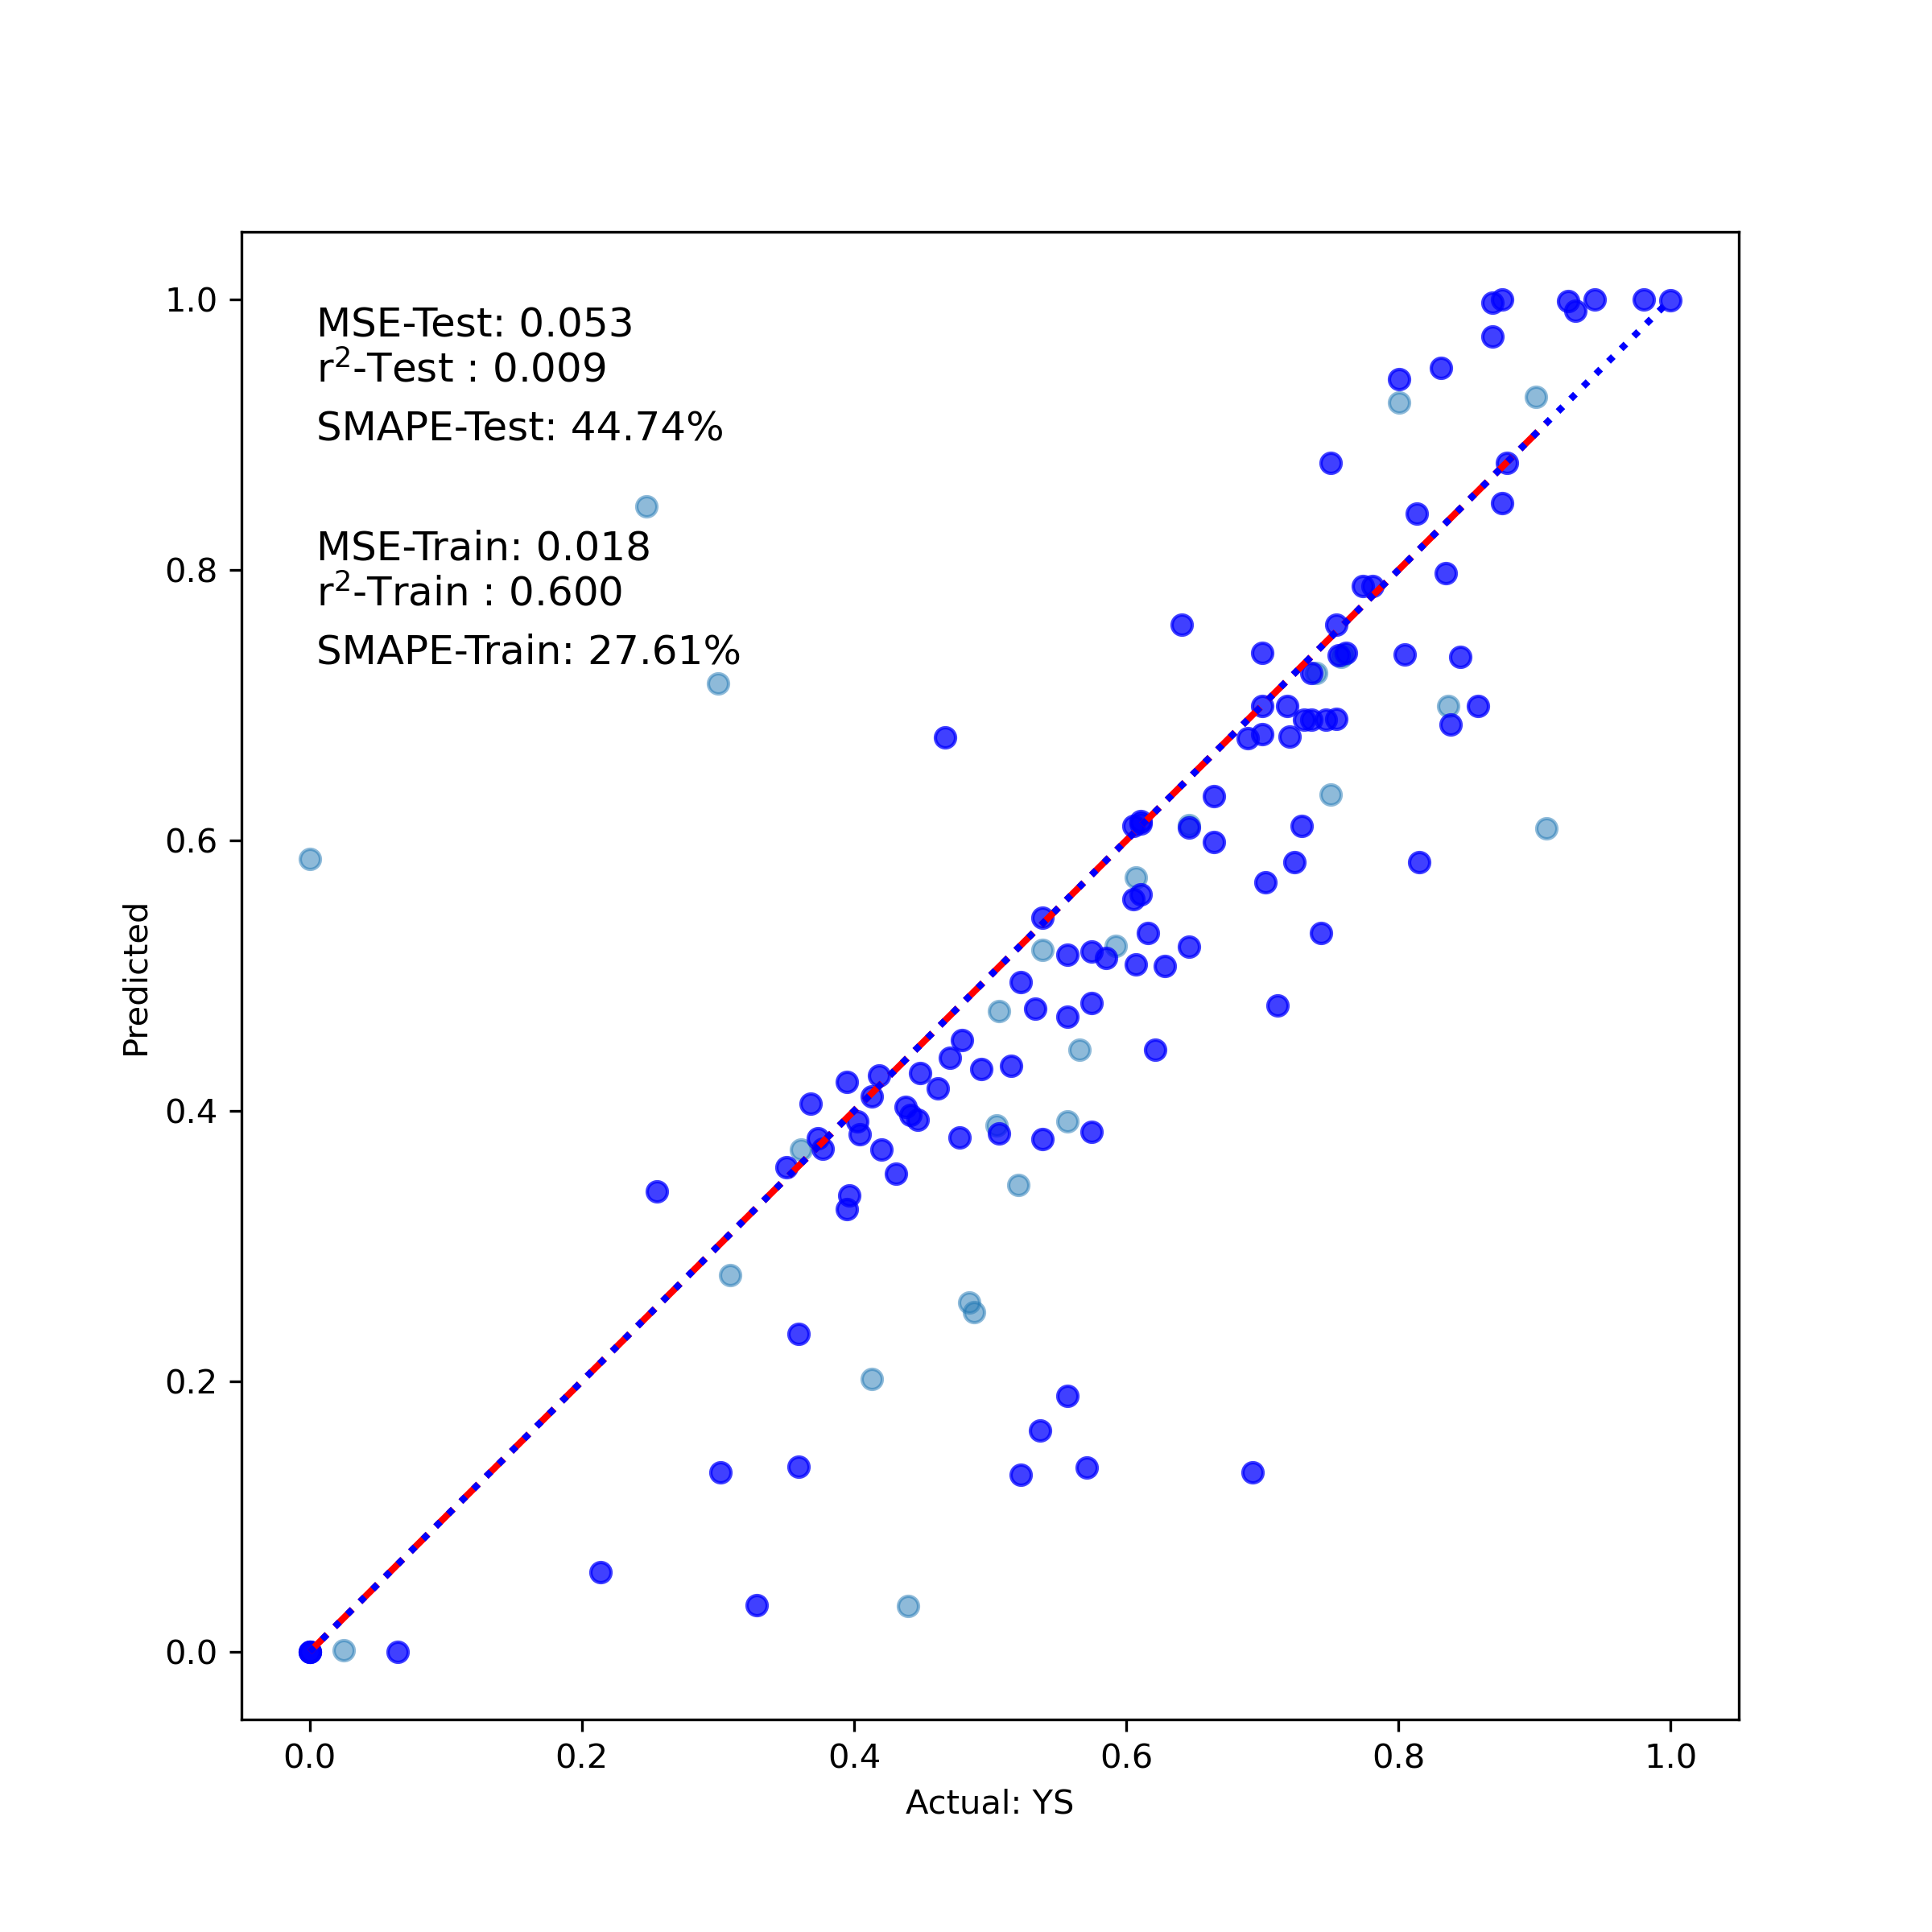 MSE-Test: 0.053
r²-Test : 0.009
SMAPE-Test: 44.74%
MSE-Train: 0.018
r²-Train : 0.600
SMAPE-Train: 27.61%
1.0
0.8
0.6
0.4
0.2
0.0
Predicted
0.0 0.2 0.4 0.6 0.8 1.0
Actual: YS